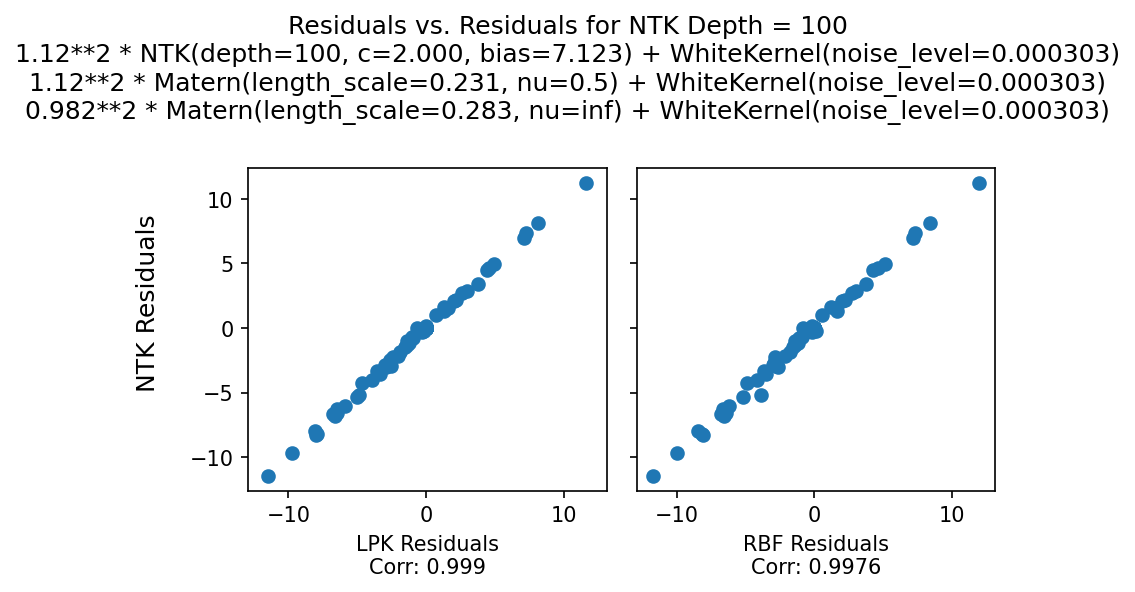 Residuals vs. Residuals for NTK Depth = 100
1.12**2 * NTK(depth=100, c=2.000, bias=7.123) + WhiteKernel(noise_level=0.000303)
1.12**2 * Matern(length_scale=0.231, nu=0.5) + WhiteKernel(noise_level=0.000303)
0.982**2 * Matern(length_scale=0.283, nu=inf) + WhiteKernel(noise_level=0.000303)
NTK Residuals
10
5
0
−5
−10
−10 0 10
−10 0 10
LPK Residuals
Corr: 0.999
RBF Residuals
Corr: 0.9976